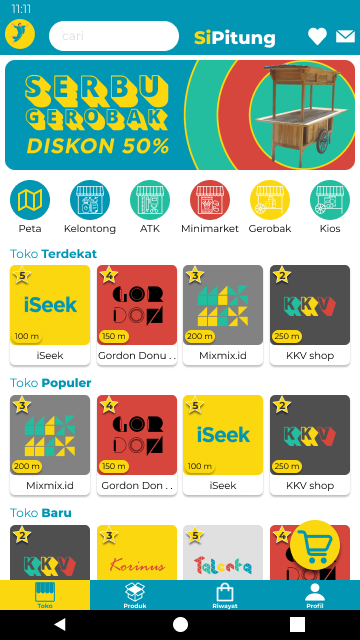 11:11
cari
SiPitung
SERBU
GEROBAK
DISKON 50%
Peta Kelontong ATK Minimarket Gerobak Kios
Toko Terdekat
5 4 3 2
iSeek GOR DON KKV
100 m 150 m 200 m 250 m
iSeek Gordon Donu . . Mixmix.id KKV shop
Toko Populer
3 4 5 2
GOR DON iSeek KKV
200 m 150 m 100 m 250 m
Mixmix.id Gordon Don . . iSeek KKV shop
Toko Baru
2 3 5 4
KKV Korinus Talenta
Toko Produk Riwayat Profil